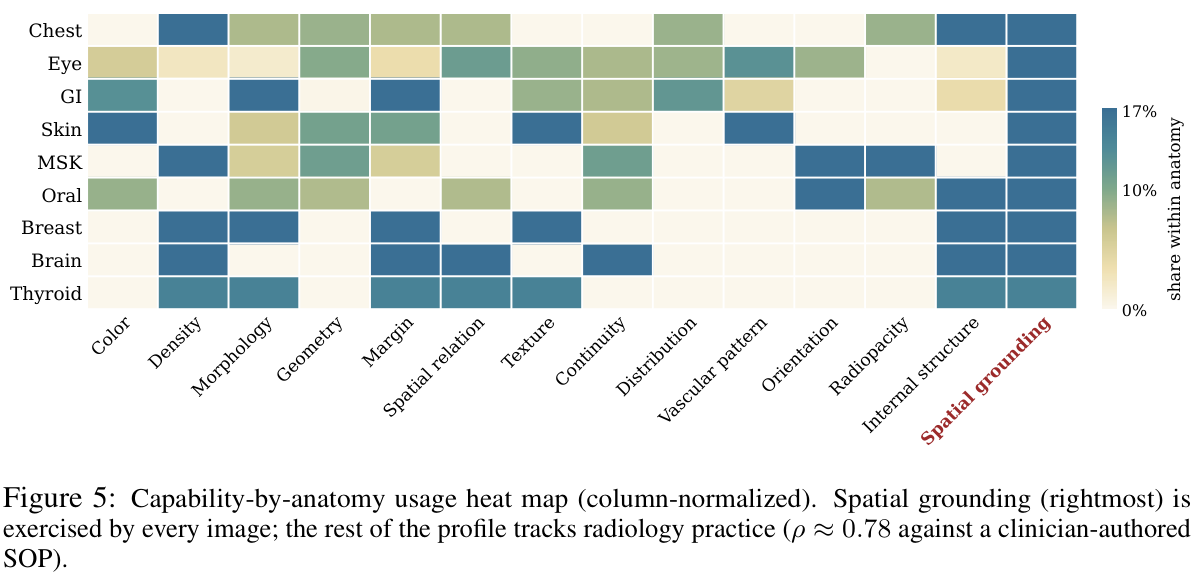 Chest
Eye
GI
Skin
MSK
Oral
Breast
Brain
Thyroid
Color
Density
Morphology
Geometry
Margin
Spatial relation
Texture
Continuity
Distribution
Vascular pattern
Orientation
Radiopacity
Internal structure
Spatial grounding
17%
10%
0%
share within anatomy
Figure 5: Capability-by-anatomy usage heat map (column-normalized). Spatial grounding (rightmost) is
exercised by every image; the rest of the profile tracks radiology practice (ρ ≈ 0.78 against a clinician-authored
SOP).